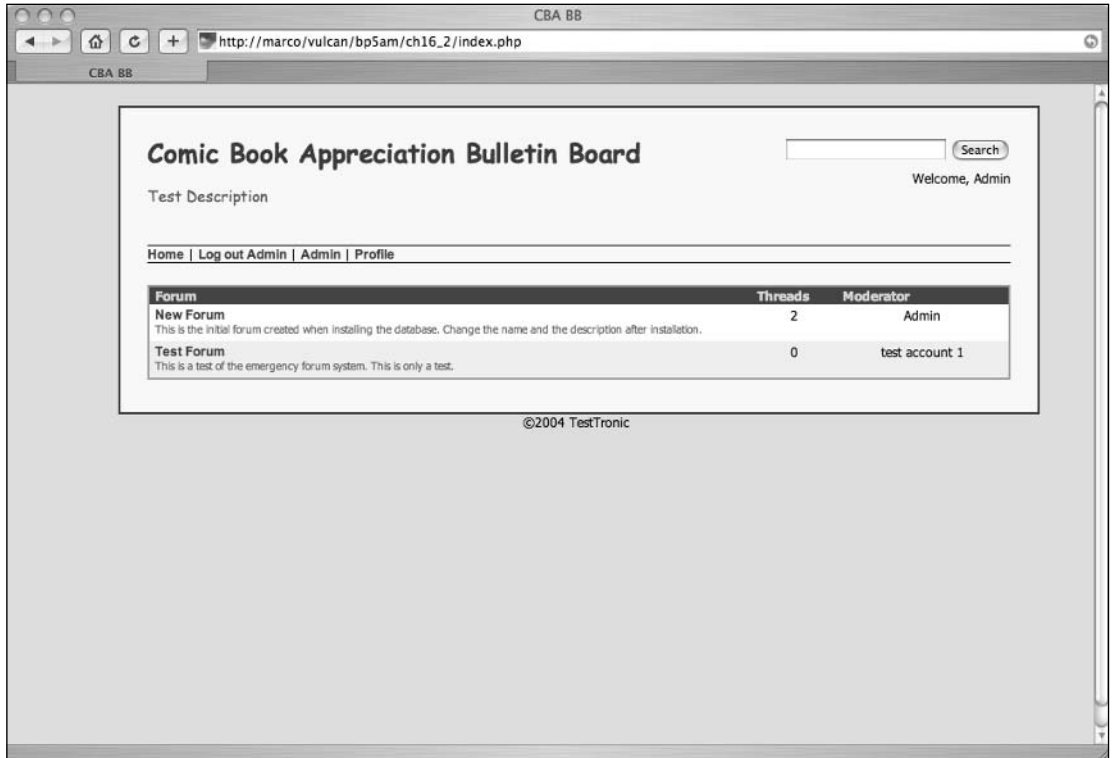 CBA BB
http://marco/vulcan/bp5am/ch16_2/index.php
CBA BB
Comic Book Appreciation Bulletin Board
Search
Welcome, Admin
Test Description
Home | Log out Admin | Admin | Profile
Forum Threads Moderator
New Forum 2 Admin
This is the initial forum created when installing the database. Change the name and the description after installation.
Test Forum 0 test account 1
This is a test of the emergency forum system. This is only a test.
©2004 TestTronic